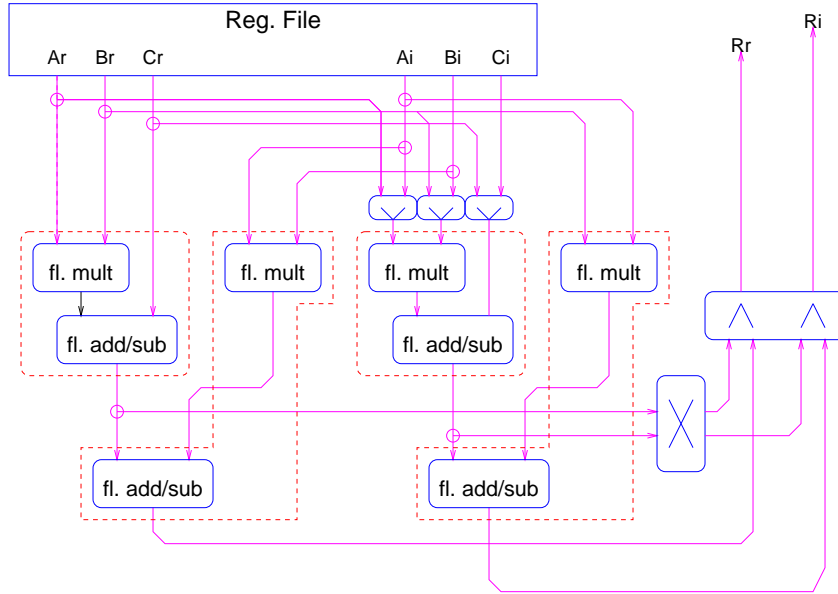 Reg. File
Ri
Rr
Ar Br Cr Ai Bi Ci
fl. mult fl. mult fl. mult fl. mult
fl. add/sub fl. add/sub
fl. add/sub fl. add/sub